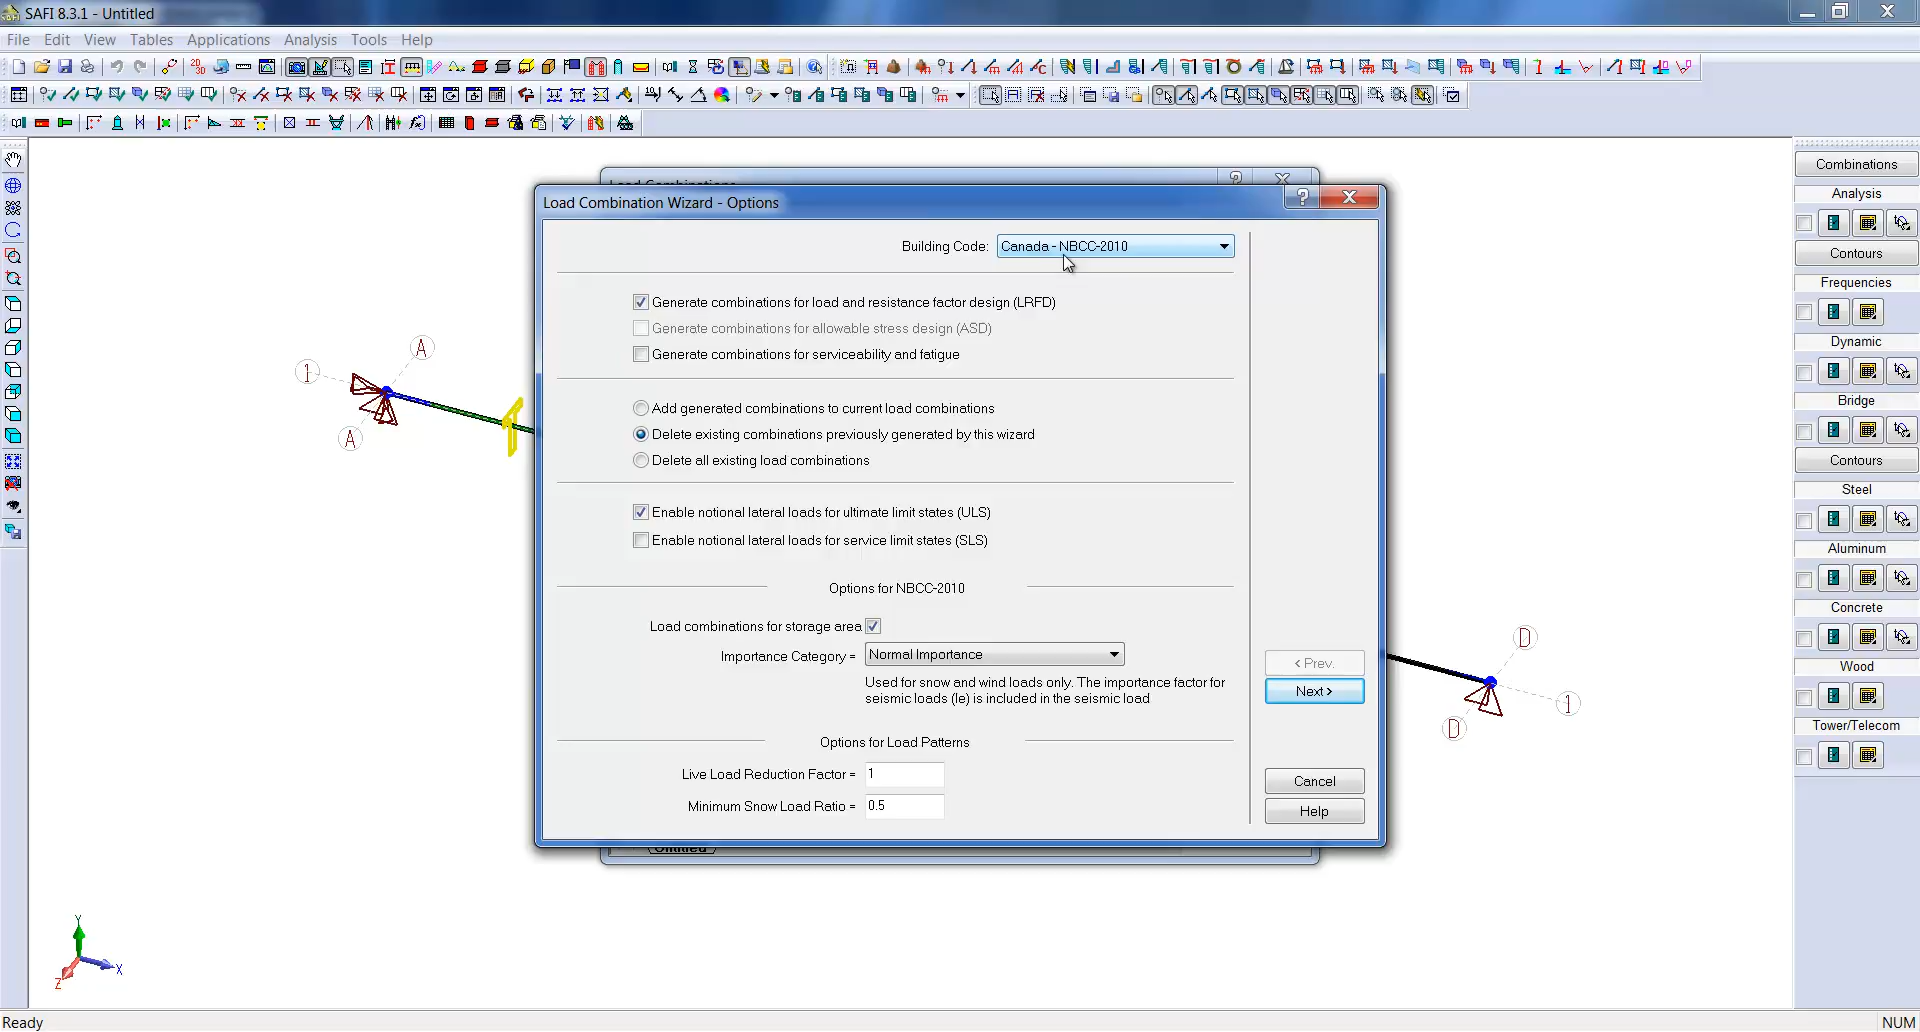 SAFI 8.3.1 - Untitled
File Edit View Tables Applications Analysis Tools Help
Combinations
Analysis
Contours
Frequencies
Dynamic
Bridge
Contours
Steel
Aluminum
Concrete
Wood
Tower/Telecom
Load Combination Wizard - Options
Building Code: Canada - NBCC-2010
Generate combinations for load and resistance factor design (LRFD)
Generate combinations for allowable stress design (ASD)
Generate combinations for serviceability and fatigue
Add generated combinations to current load combinations
Delete existing combinations previously generated by this wizard
Delete all existing load combinations
Enable notional lateral loads for ultimate limit states (ULS)
Enable notional lateral loads for service limit states (SLS)
Options for NBCC-2010
Load combinations for storage area
Importance Category = Normal Importance
Used for snow and wind loads only. The importance factor for
seismic loads (Ie) is included in the seismic load
Options for Load Patterns
Live Load Reduction Factor = 1
Minimum Snow Load Ratio = 0.5
< Prev.
Next >
Cancel
Help
Untitled
1
A
A
D
D
1
Y
X
Z
Ready
NUM